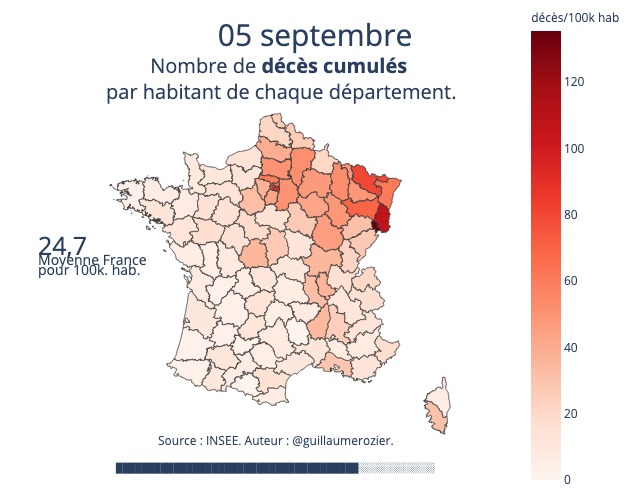 05 septembre
Nombre de décès cumulés
par habitant de chaque département.
décès/100k hab
120
100
80
60
40
20
0
24,7
Moyenne France
pour 100k. hab.
Source : INSEE. Auteur : @guillaumerozier.